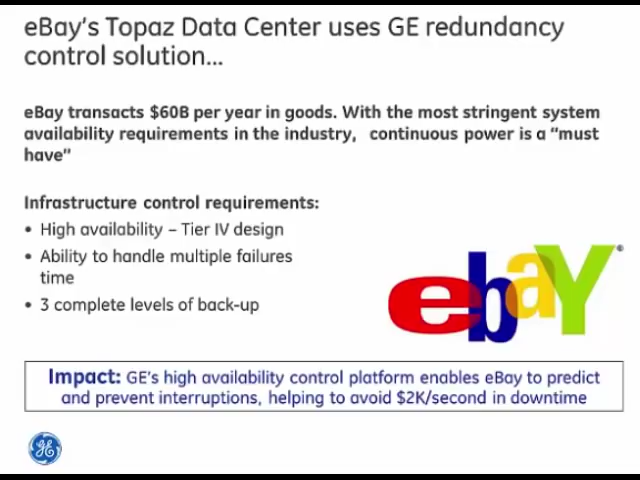 eBay's Topaz Data Center uses GE redundancy
control solution...
eBay transacts $60B per year in goods. With the most stringent system
availability requirements in the industry, continuous power is a "must
have"
Infrastructure control requirements:
• High availability – Tier IV design
• Ability to handle multiple failures
time
• 3 complete levels of back-up
ebaY®
Impact: GE's high availability control platform enables eBay to predict
and prevent interruptions, helping to avoid $2K/second in downtime
GE